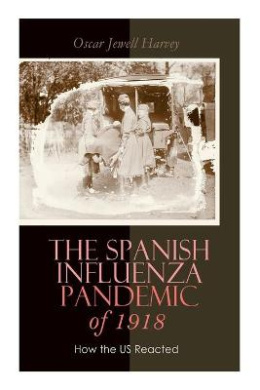 Oscar Jewell Harvey
THE SPANISH
INFLUENZA
PANDEMIC
of 1918
How the US Reacted